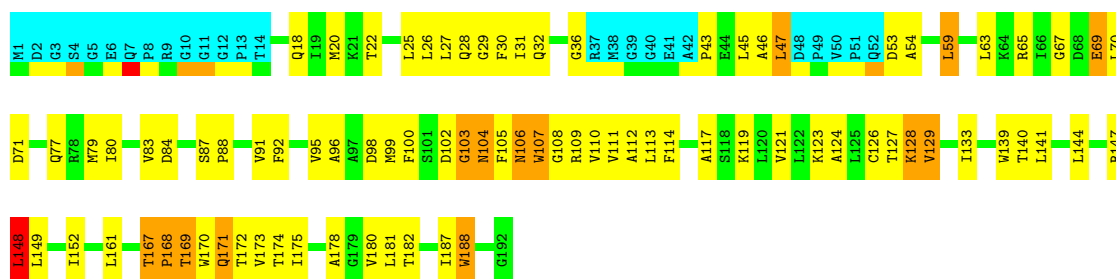 M1 D2 G3 S4 G5 E6 Q7 P8 R9 G10 G11 G12 P13 T14 Q18 I19 M20 K21 T22 L25 L26 L27 Q28 G29 F30 I31 Q32 G36 R37 M38 G39 G40 E41 A42 P43 E44 L45 A46 L47 D48 P49 V50 P51 Q52 D53 A54 L59 L63 K64 R65 I66 G67 D68 E69 L70
D71 Q77 R78 M79 I80 V83 D84 S87 P88 V91 F92 V95 A96 A97 D98 M99 F100 S101 D102 G103 N104 F105 N106 W107 G108 R109 V110 V111 A112 L113 F114 A117 S118 K119 L120 V121 L122 K123 A124 L125 C126 T127 K128 V129 I133 W139 T140 L141 L144 R147
L148 L149 I152 L161 T167 P168 T169 W170 Q171 T172 V173 T174 I175 A178 G179 V180 L181 T182 I187 W188 G192